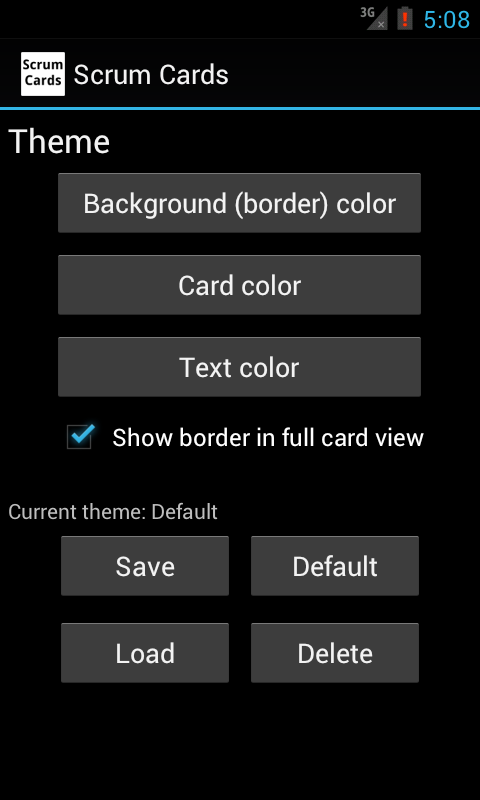 3G
5:08
Scrum
Cards
Scrum Cards
Theme
Background (border) color
Card color
Text color
Show border in full card view
Current theme: Default
Save
Default
Load
Delete